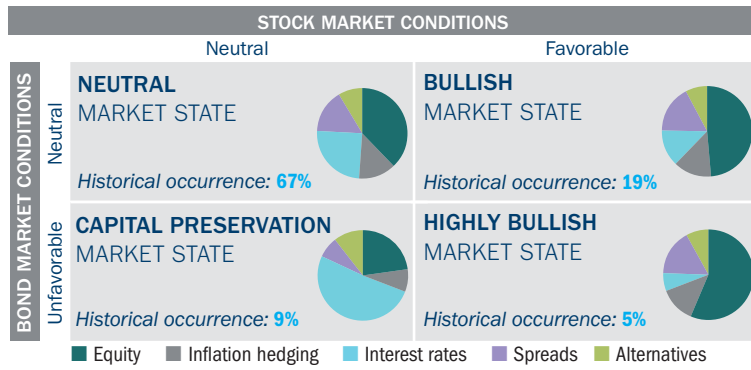 STOCK MARKET CONDITIONS
Neutral
Favorable
BOND MARKET CONDITIONS
Neutral
NEUTRAL
MARKET STATE
Historical occurrence: 67%
BULLISH
MARKET STATE
Historical occurrence: 19%
Unfavorable
CAPITAL PRESERVATION
MARKET STATE
Historical occurrence: 9%
HIGHLY BULLISH
MARKET STATE
Historical occurrence: 5%
Equity Inflation hedging Interest rates Spreads Alternatives